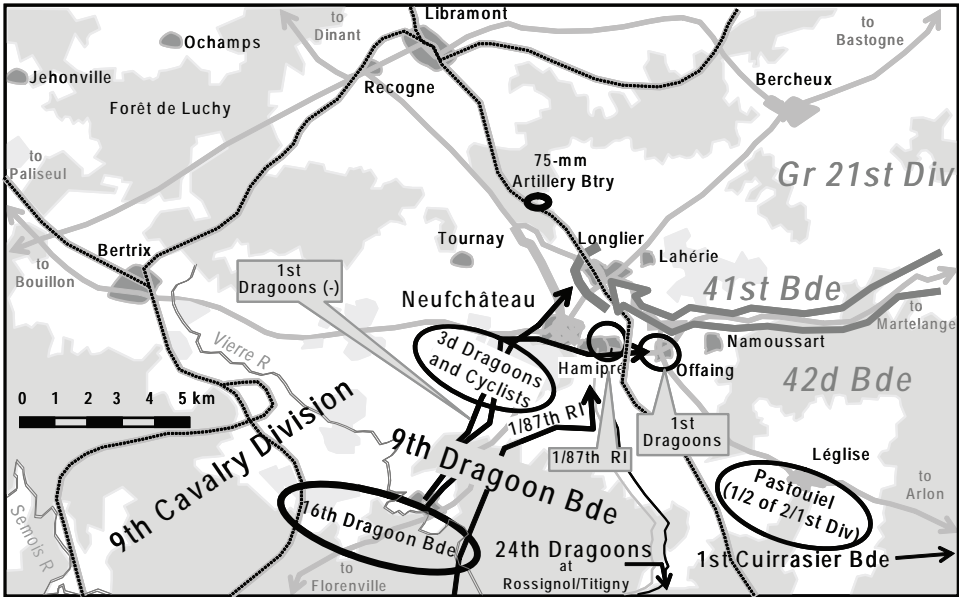 to
Dinant
Libramont
to
Bastogne
Ochamps
Jehonville
Recogne
Bercheux
Forêt de Luchy
to
Paliseul
75-mm
Artillery Btry
Gr 21st Div
Tournay
Longlier
Bertrix
Lahérie
to
Bouillon
1st
Dragoons (-)
41st Bde
Neufchâteau
to
Martelange
Vierre R
3d Dragoons
and Cyclists
Namoussart
Hamipré
Offaing
42d Bde
0 1 2 3 4 5 km
1/87th RI
1st
Dragoons
9th Cavalry Division
9th Dragoon Bde
1/87th RI
Léglise
Pastouiel
(1/2 of 2/1st Div)
to
Arlon
16th Dragoon Bde
Semois R
24th Dragoons
at
Rossignol/Titigny
1st Cuirrasier Bde
to
Florenville